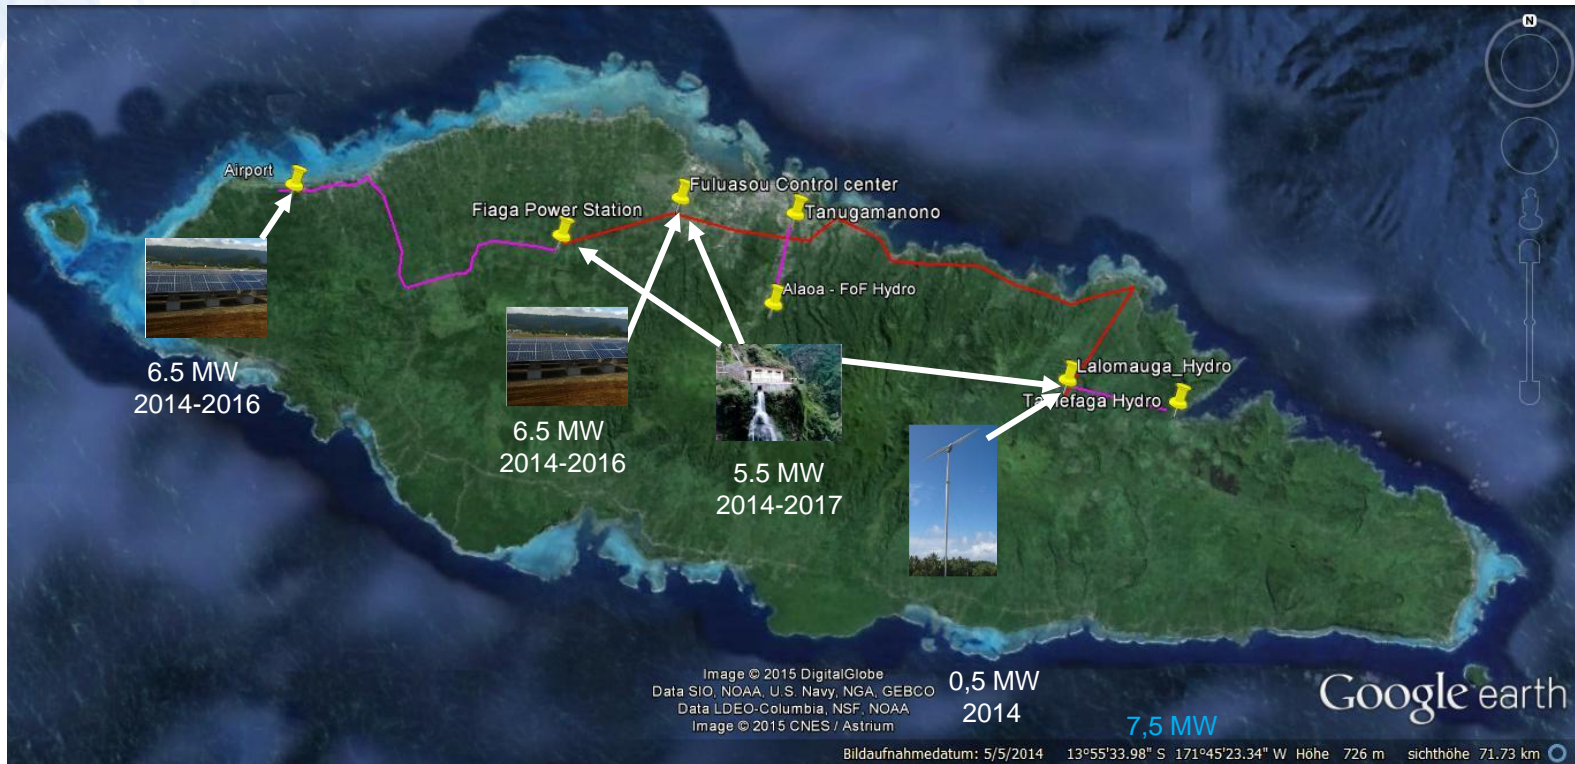 N
Airport
Fuluasou Control center
Fiaga Power Station
Tanugamanono
Alaoa - FoF Hydro
Lalomauga_Hydro
Hydro
6.5 MW
2014-2016
6.5 MW
2014-2016
5.5 MW
2014-2017
Image © 2015 DigitalGlobe
Data SIO, NOAA, U.S. Navy, NGA, GEBCO
Data LDEO-Columbia, NSF, NOAA
Image © 2015 CNES / Astrium
0,5 MW
2014
Google earth
7,5 MW
Bildaufnahmedatum: 5/5/2014 13°55'33.98" S 171°45'23.34" W Höhe 726 m sichthöhe 71.73 km